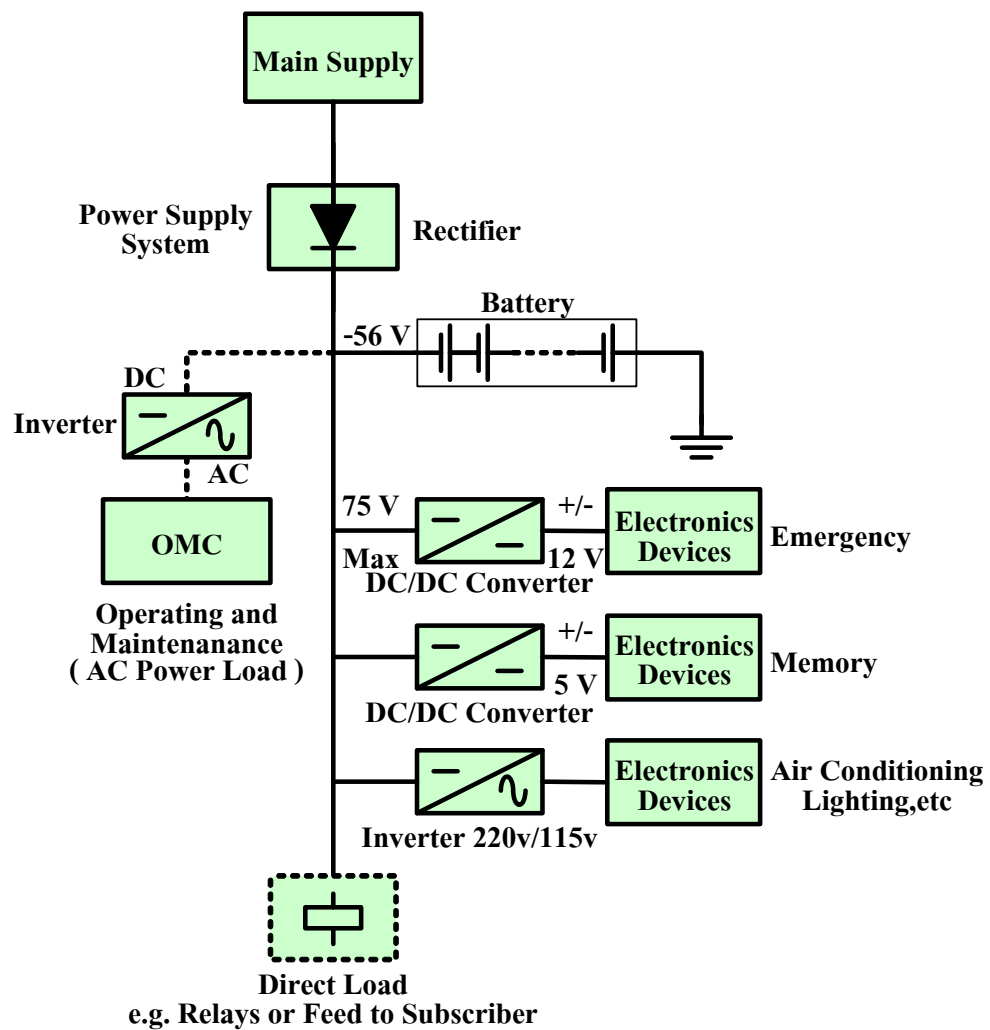 Main Supply
Power Supply
System
Rectifier
Battery
-56 V
DC
Inverter
AC
OMC
Operating and
Maintenanance
( AC Power Load )
75 V
Max
+/-
12 V
DC/DC Converter
Electronics
Devices
Emergency
+/-
5 V
DC/DC Converter
Electronics
Devices
Memory
Inverter 220v/115v
Electronics
Devices
Air Conditioning
Lighting,etc
Direct Load
e.g. Relays or Feed to Subscriber